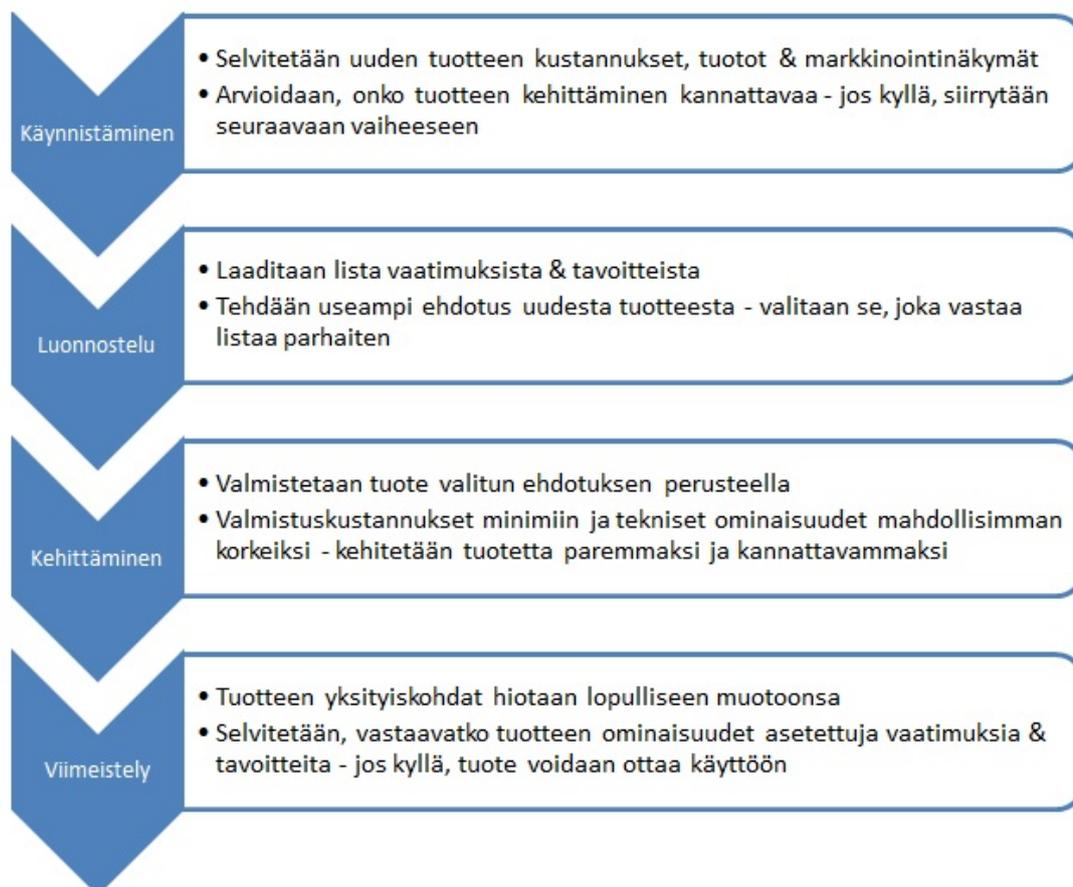 Käynnistäminen
• Selvitetään uuden tuotteen kustannukset, tuotot & markkinointinäkymät
• Arvioidaan, onko tuotteen kehittäminen kannattavaa - jos kyllä, siirrytään
seuraavaan vaiheeseen
Luonnostelu
• Laaditaan lista vaatimuksista & tavoitteista
• Tehdään useampi ehdotus uudesta tuotteesta - valitaan se, joka vastaa
listaa parhaiten
Kehittäminen
• Valmistetaan tuote valitun ehdotuksen perusteella
• Valmistuskustannukset minimiin ja tekniset ominaisuudet mahdollisimman
korkeiksi - kehitetään tuotetta paremmaksi ja kannattavammaksi
Viimeistely
• Tuotteen yksityiskohdat hiotaan lopulliseen muotoonsa
• Selvitetään, vastaavatko tuotteen ominaisuudet asetettuja vaatimuksia &
tavoitteita - jos kyllä, tuote voidaan ottaa käyttöön